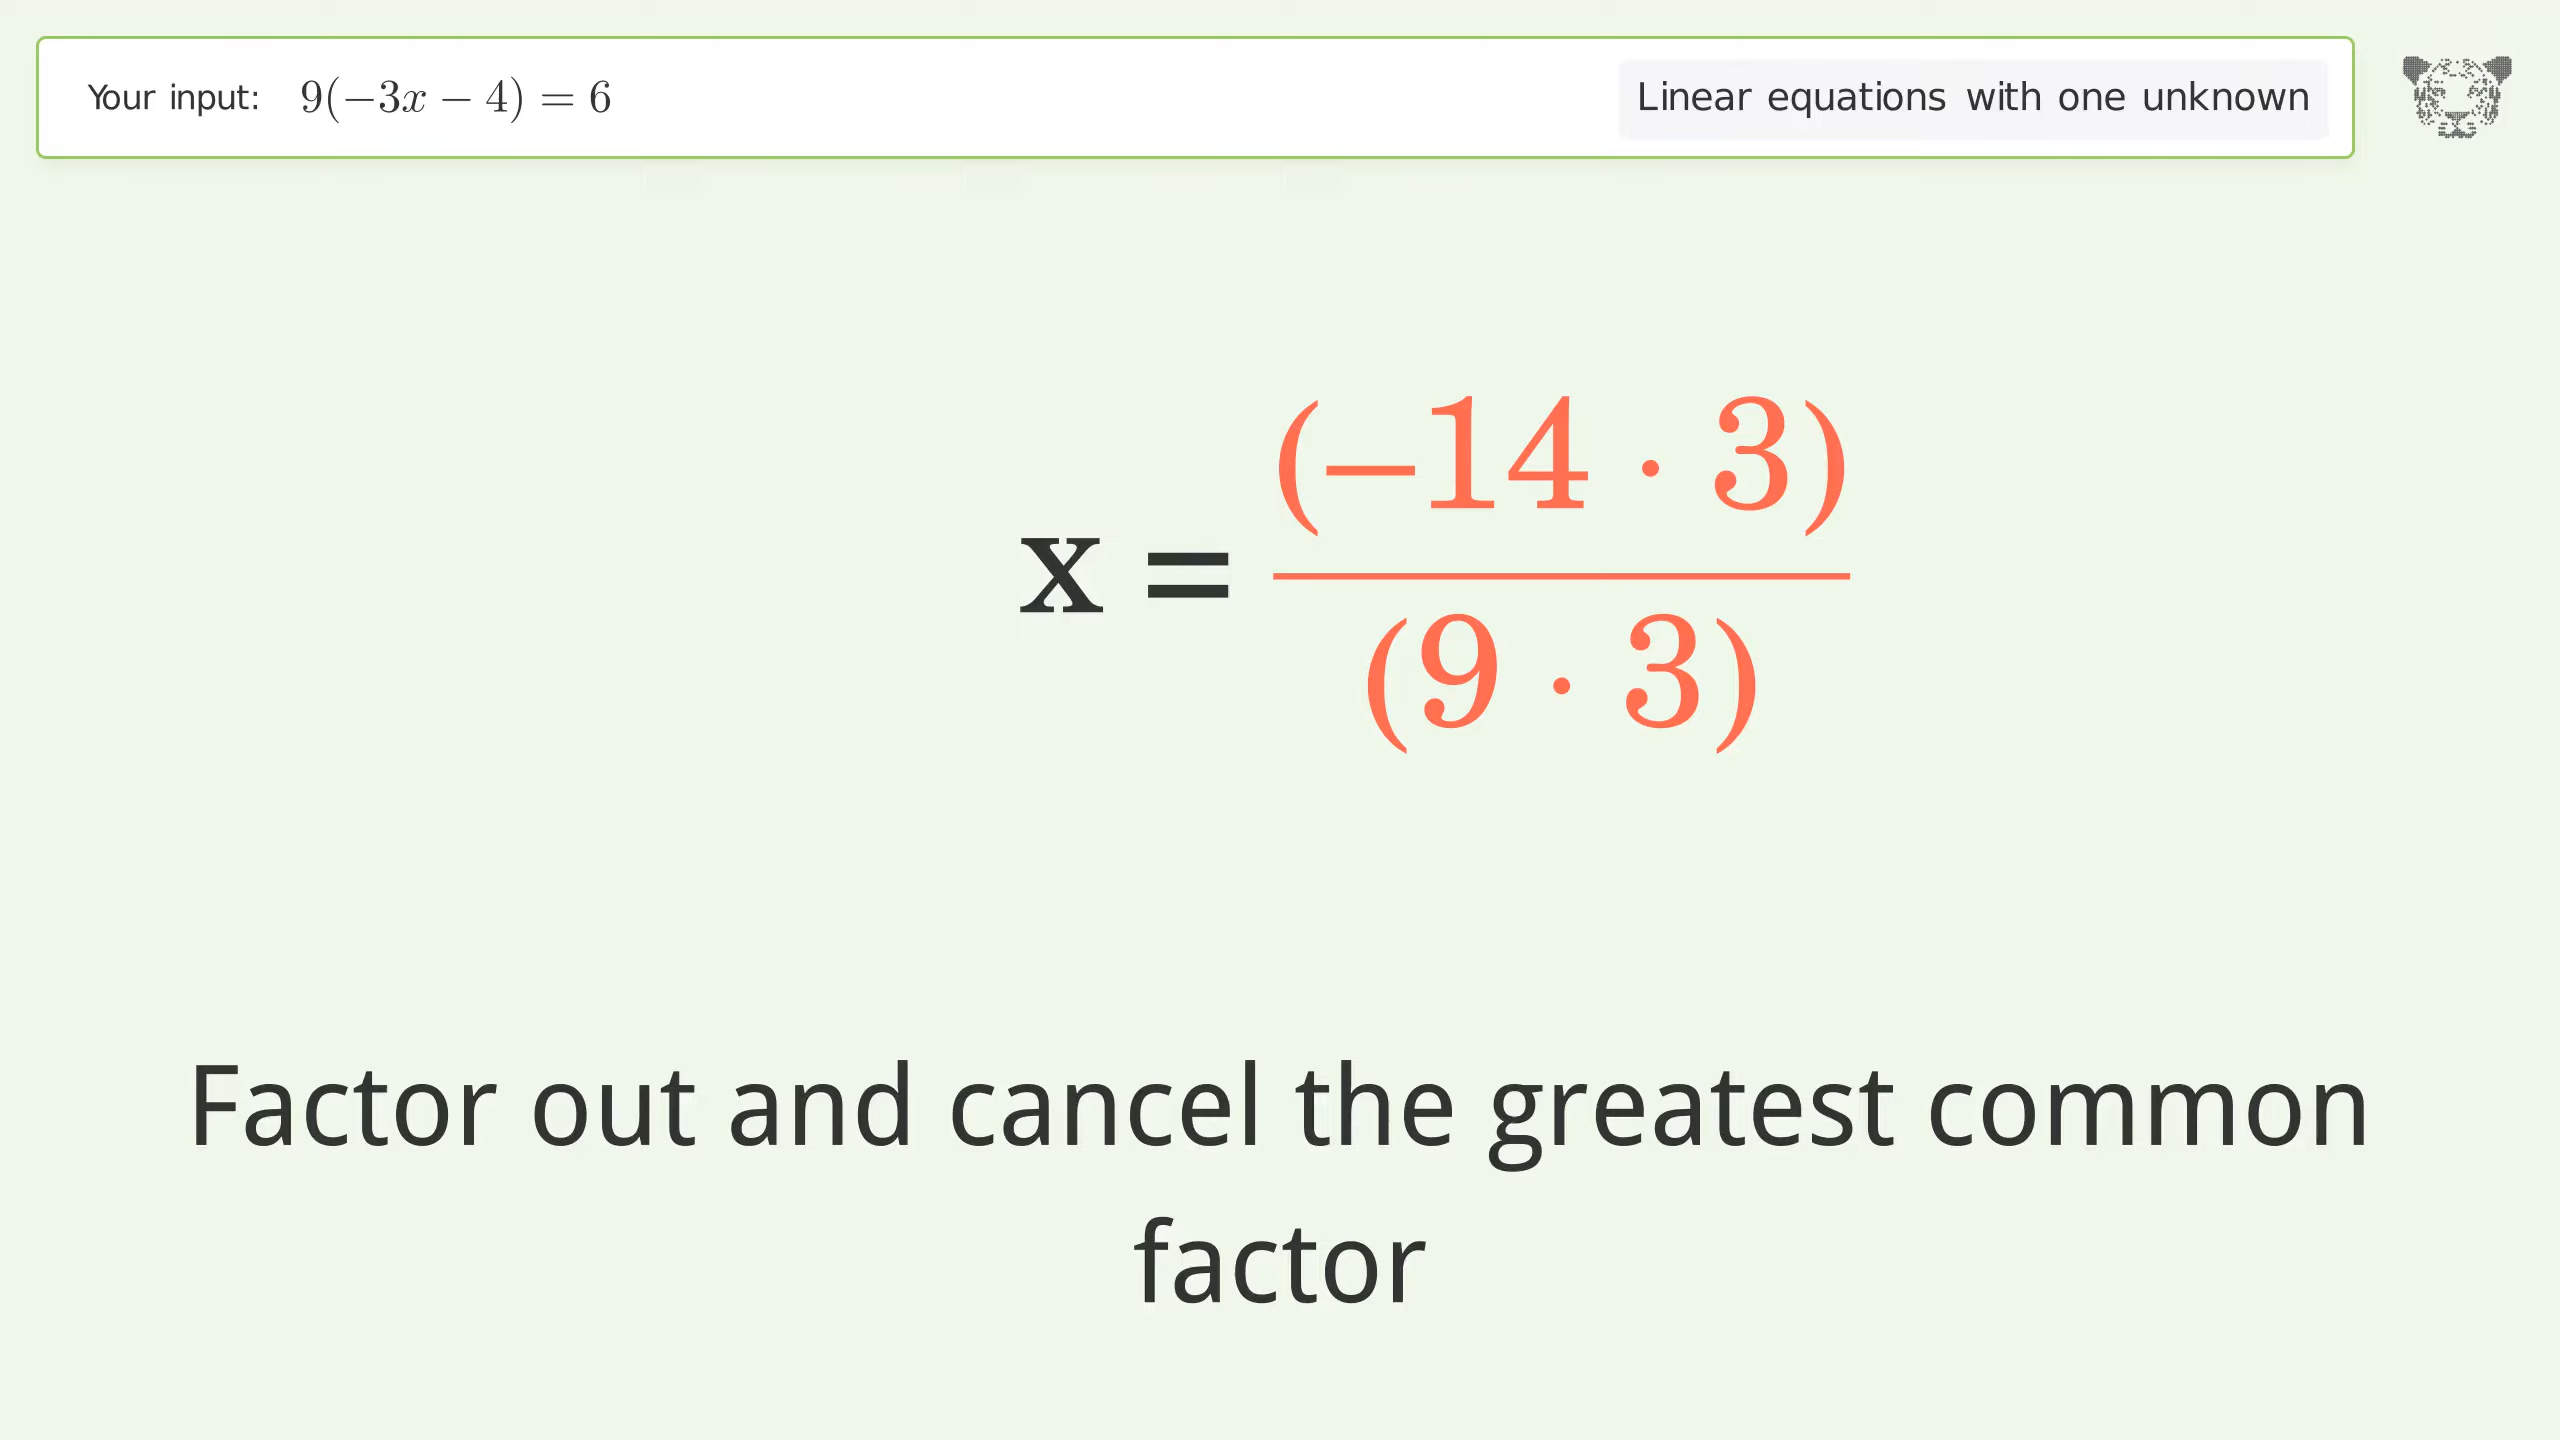 Your input: 9(−3x − 4) = 6
Linear equations with one unknown
x = (−14 · 3) / (9 · 3)
Factor out and cancel the greatest common
factor